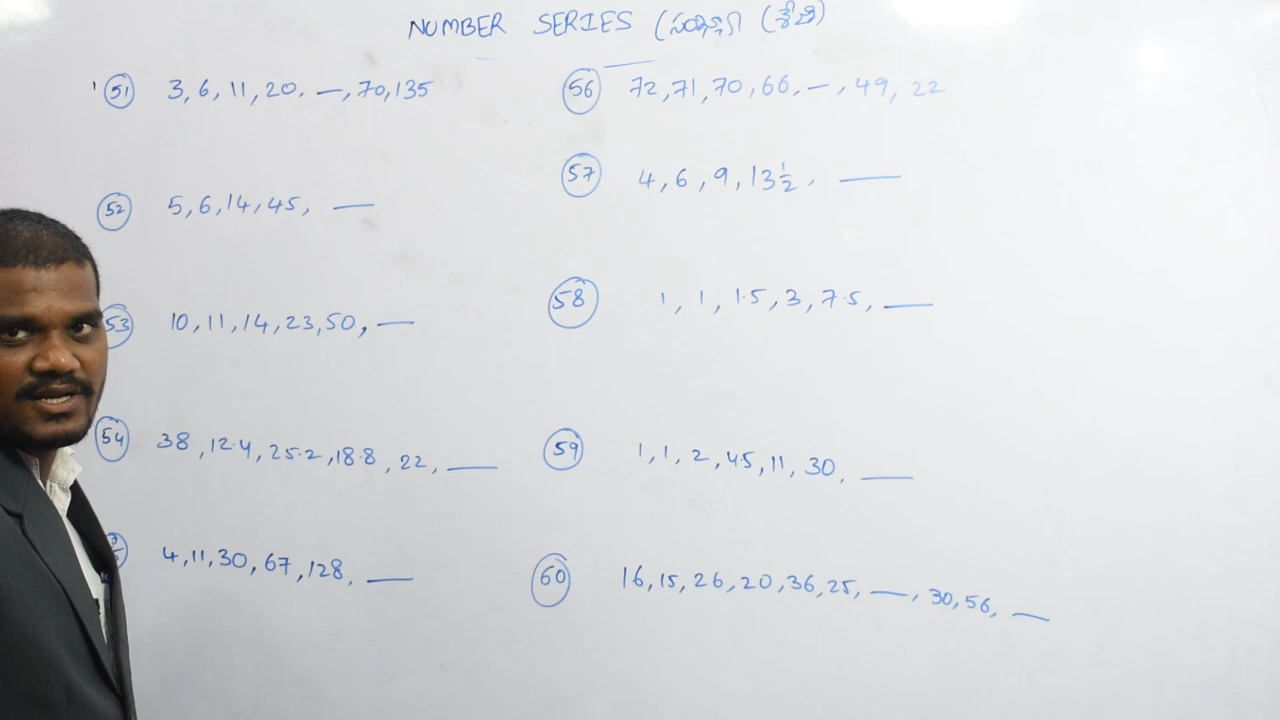 NUMBER SERIES (సంఖ్యా శ్రేణి)
51 3, 6, 11, 20, —, 70, 135
52 5, 6, 14, 45, —
53 10, 11, 14, 23, 50, —
54 38, 12.4, 25.2, 18.8, 22, —
4, 11, 30, 67, 128, —
56 72, 71, 70, 66, —, 49, 22
57 4, 6, 9, 13½, —
58 1, 1, 1.5, 3, 7.5, —
59 1, 1, 2, 45, 11, 30, —
60 16, 15, 26, 20, 36, 25, —, 30, 56, —